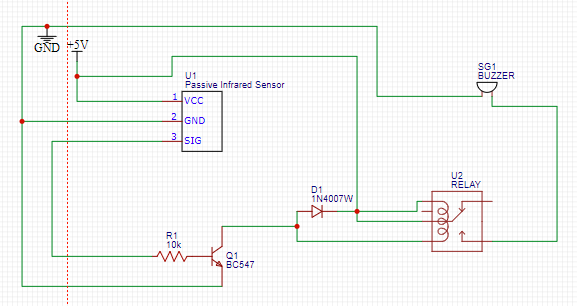 GND
+5V
U1
Passive Infrared Sensor
1 VCC
2 GND
3 SIG
SG1
BUZZER
D1
1N4007W
U2
RELAY
R1
10k
Q1
BC547